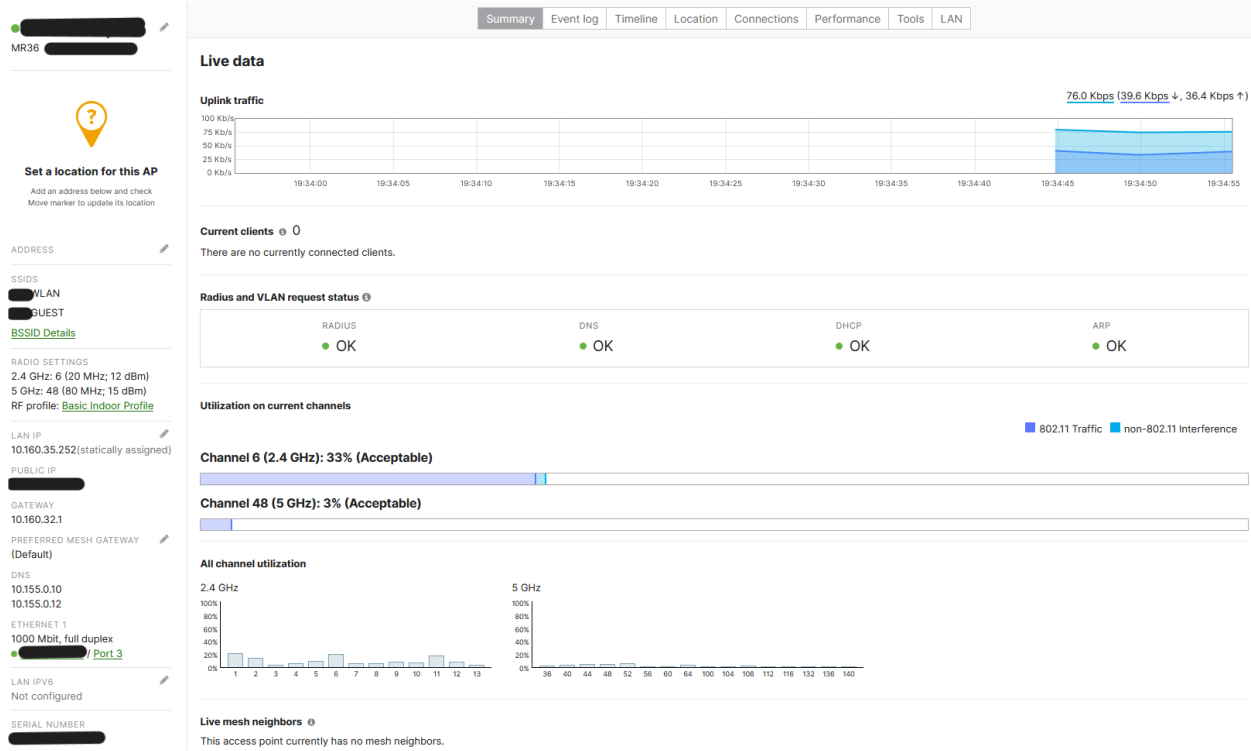 Summary Event log Timeline Location Connections Performance Tools LAN
MR36
?
Set a location for this AP
Add an address below and check
Move marker to update its location
ADDRESS
SSIDS
WLAN
GUEST
BSSID Details
RADIO SETTINGS
2.4 GHz: 6 (20 MHz; 12 dBm)
5 GHz: 48 (80 MHz; 15 dBm)
RF profile: Basic Indoor Profile
LAN IP
10.160.35.252(statically assigned)
PUBLIC IP
GATEWAY
10.160.32.1
PREFERRED MESH GATEWAY
(Default)
DNS
10.155.0.10
10.155.0.12
ETHERNET 1
1000 Mbit, full duplex
/ Port 3
LAN IPV6
Not configured
SERIAL NUMBER
Live data
Uplink traffic
76.0 Kbps (39.6 Kbps ↓, 36.4 Kbps ↑)
100 Kb/s
75 Kb/s
50 Kb/s
25 Kb/s
0 Kb/s
19:34:00 19:34:05 19:34:10 19:34:15 19:34:20 19:34:25 19:34:30 19:34:35 19:34:40 19:34:45 19:34:50 19:34:55
Current clients i 0
There are no currently connected clients.
Radius and VLAN request status i
RADIUS DNS DHCP ARP
OK OK OK OK
Utilization on current channels
802.11 Traffic non-802.11 Interference
Channel 6 (2.4 GHz): 33% (Acceptable)
Channel 48 (5 GHz): 3% (Acceptable)
All channel utilization
2.4 GHz 5 GHz
100% 100%
80% 80%
60% 60%
40% 40%
20% 20%
0% 0%
1 2 3 4 5 6 7 8 9 10 11 12 13 36 40 44 48 52 56 60 64 100 104 108 112 116 132 136 140
Live mesh neighbors i
This access point currently has no mesh neighbors.